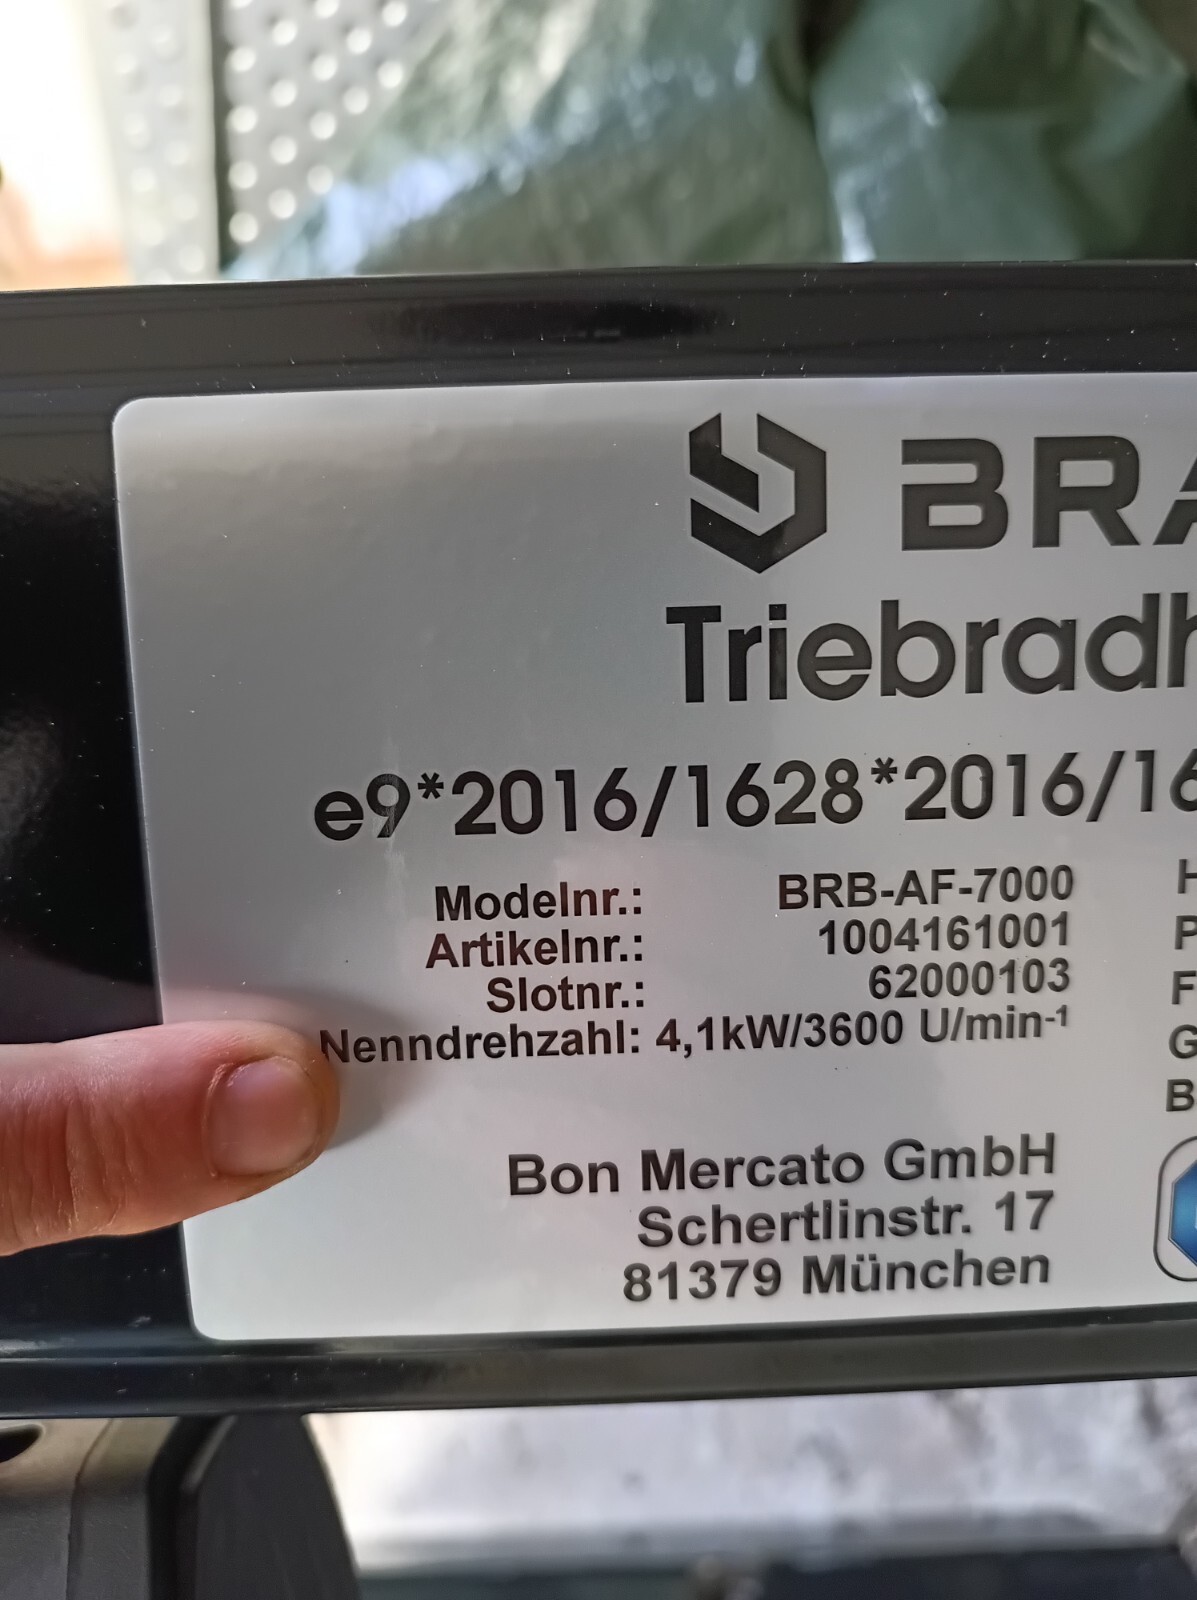 BRA
Triebradh
e9*2016/1628*2016/16
Modelnr.: BRB-AF-7000 H
Artikelnr.: 1004161001 P
Slotnr.: 62000103 F
Nenndrehzahl: 4,1kW/3600 U/min-¹ G
B
Bon Mercato GmbH
Schertlinstr. 17
81379 München